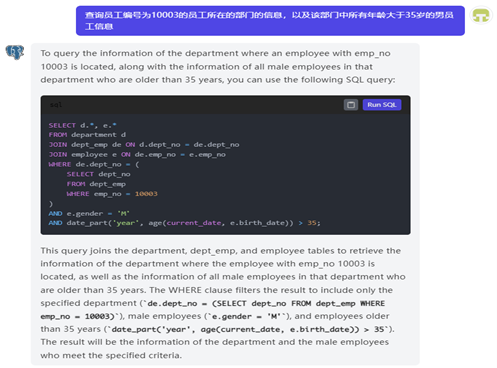 查询员工编号为10003的员工所在的部门的信息，以及该部门中所有年龄大于35岁的男员
工信息
To query the information of the department where an employee with emp_no
10003 is located, along with the information of all male employees in that
department who are older than 35 years, you can use the following SQL query:
sql
Run SQL
SELECT d.*, e.*
FROM department d
JOIN dept_emp de ON d.dept_no = de.dept_no
JOIN employee e ON de.emp_no = e.emp_no
WHERE de.dept_no = (
SELECT dept_no
FROM dept_emp
WHERE emp_no = 10003
)
AND e.gender = 'M'
AND date_part('year', age(current_date, e.birth_date)) > 35;
This query joins the department, dept_emp, and employee tables to retrieve the
information of the department where the employee with emp_no 10003 is
located, as well as the information of all male employees in that department who
are older than 35 years. The WHERE clause filters the result to include only the
specified department (`de.dept_no = (SELECT dept_no FROM dept_emp WHERE
emp_no = 10003)`), male employees (`e.gender = 'M'`), and employees older
than 35 years (`date_part('year', age(current_date, e.birth_date)) > 35`).
The result will be the information of the department and the male employees
who meet the specified criteria.